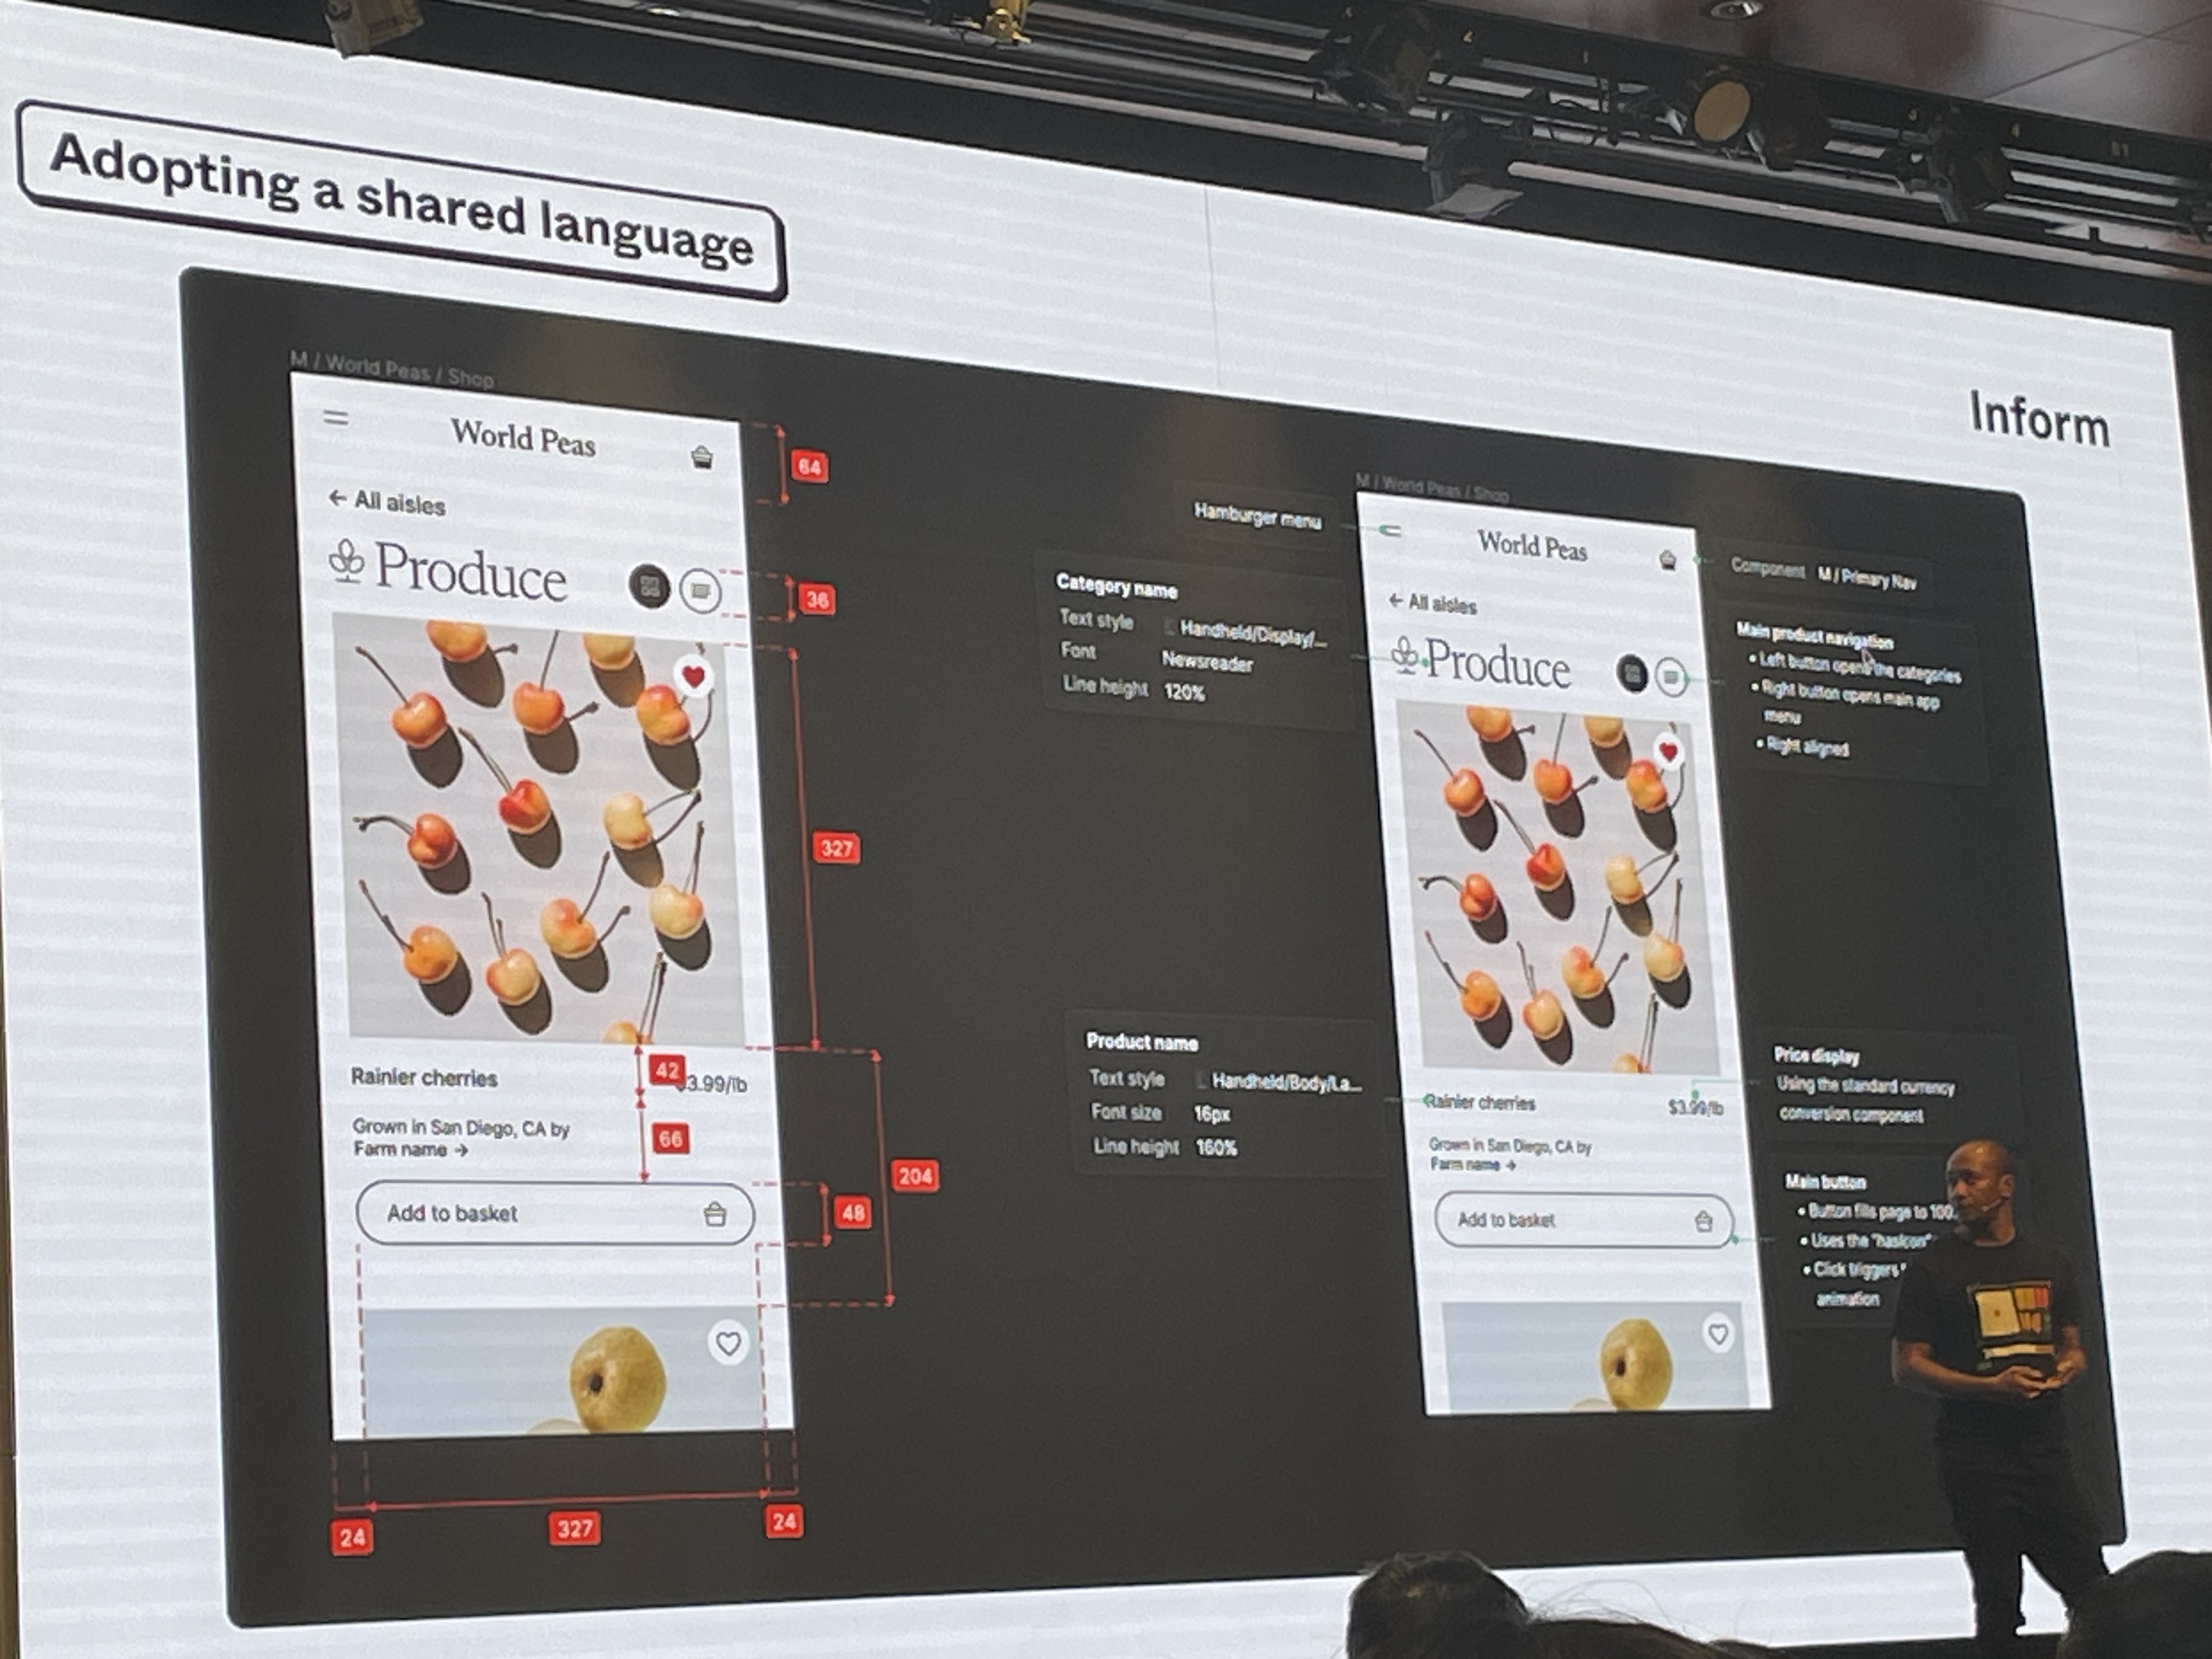 Adopting a shared language
Inform
M / World Peas / Shop
World Peas
← All aisles
Produce
64
36
327
Rainier cherries
42
3.99/lb
Grown in San Diego, CA by
Farm name →
66
Add to basket
48
204
24
327
24
Hamburger menu
Category name
Text style Handheld/Display/...
Font Newsreader
Line height 120%
Product name
Text style Handheld/Body/La...
Font size 16px
Line height 160%
M / World Peas / Shop
World Peas
← All aisles
Produce
Rainier cherries
$3.99/lb
Grown in San Diego, CA by
Farm name →
Add to basket
Component M / Primary Nav
Main product navigation
• Left button opens the categories
• Right button opens main app
menu
• Right aligned
Price display
Using the standard currency
conversion component
Main button
• Button fills page to 100
• Uses the "hasIcon"
• Click triggers
animation